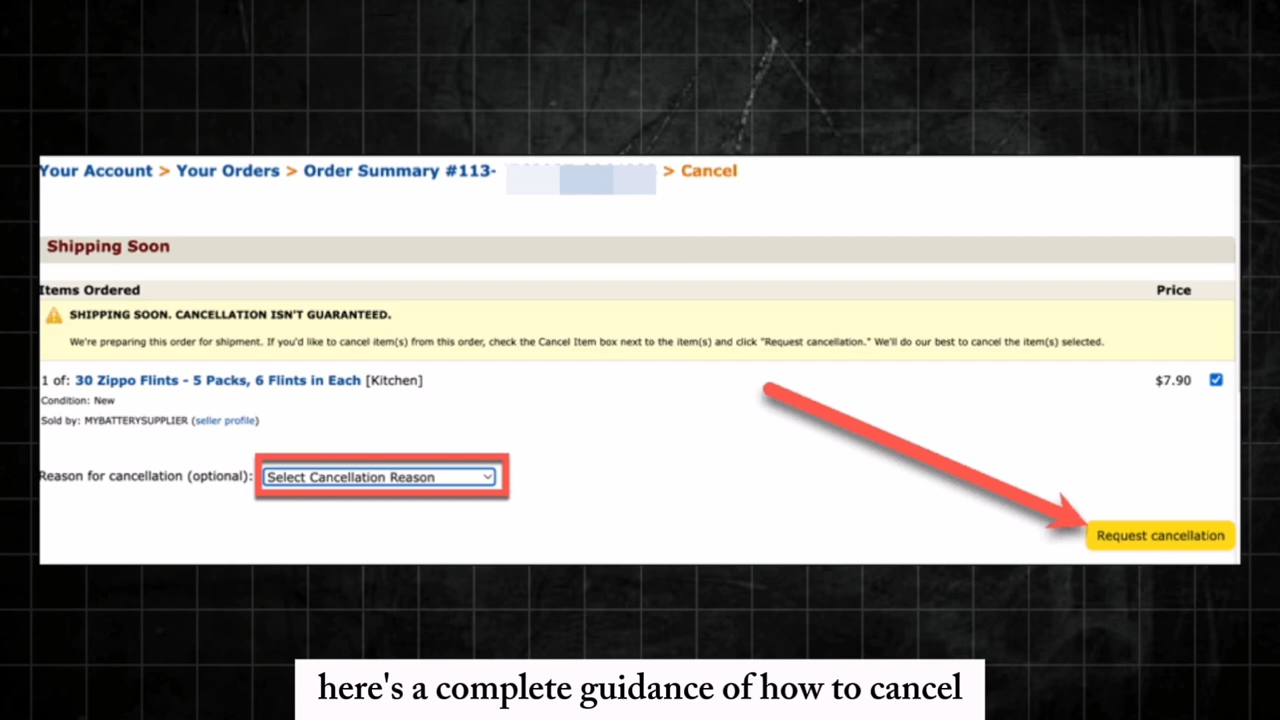 Your Account > Your Orders > Order Summary #113- > Cancel
Shipping Soon
Items Ordered Price
SHIPPING SOON. CANCELLATION ISN'T GUARANTEED.
We're preparing this order for shipment. If you'd like to cancel item(s) from this order, check the Cancel Item box next to the item(s) and click "Request cancellation." We'll do our best to cancel the item(s) selected.
1 of: 30 Zippo Flints - 5 Packs, 6 Flints in Each [Kitchen] $7.90
Condition: New
Sold by: MYBATTERYSUPPLIER (seller profile)
Reason for cancellation (optional): Select Cancellation Reason
Request cancellation
here's a complete guidance of how to cancel